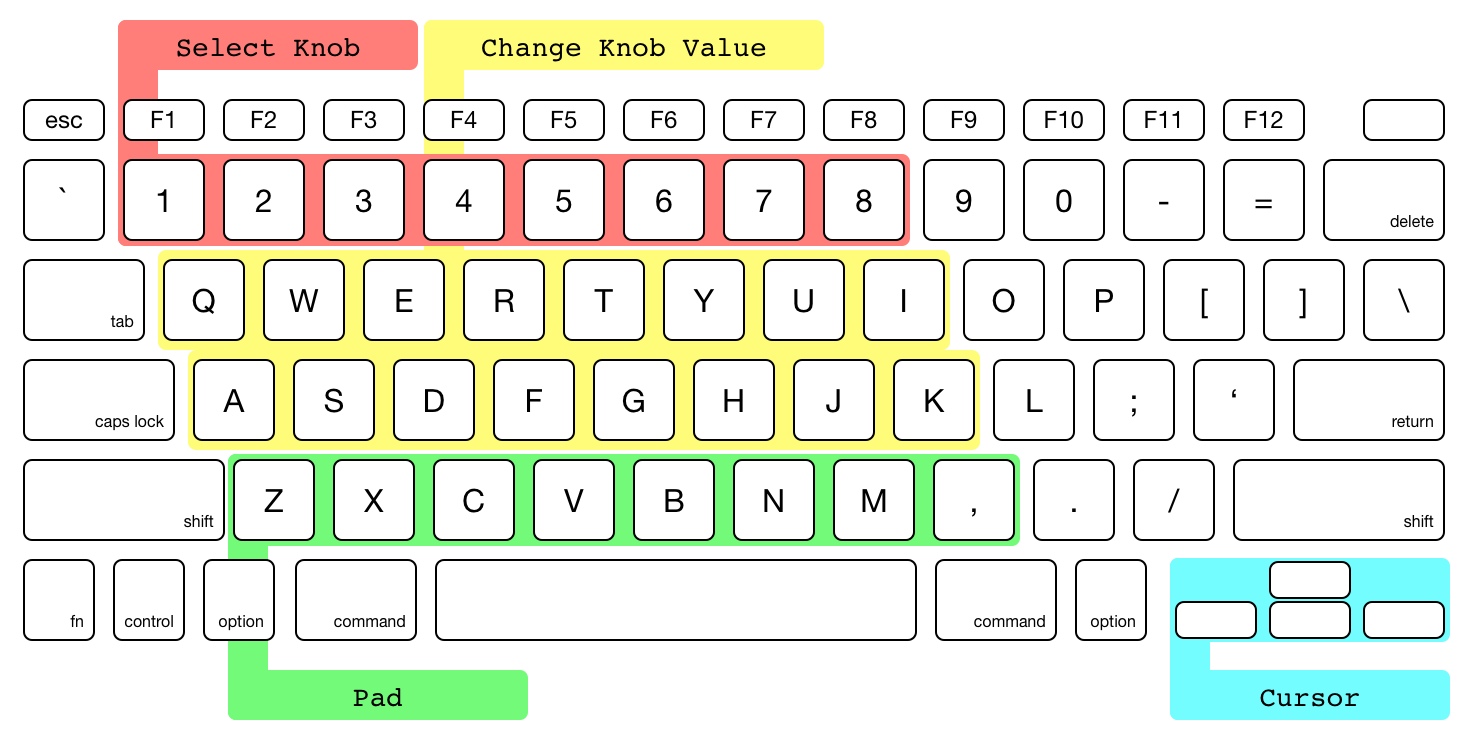 Select Knob Change Knob Value
esc F1 F2 F3 F4 F5 F6 F7 F8 F9 F10 F11 F12
` 1 2 3 4 5 6 7 8 9 0 - = delete
tab Q W E R T Y U I O P [ ] \
caps lock A S D F G H J K L ; ‘ return
shift Z X C V B N M , . / shift
fn control option command command option
Pad Cursor